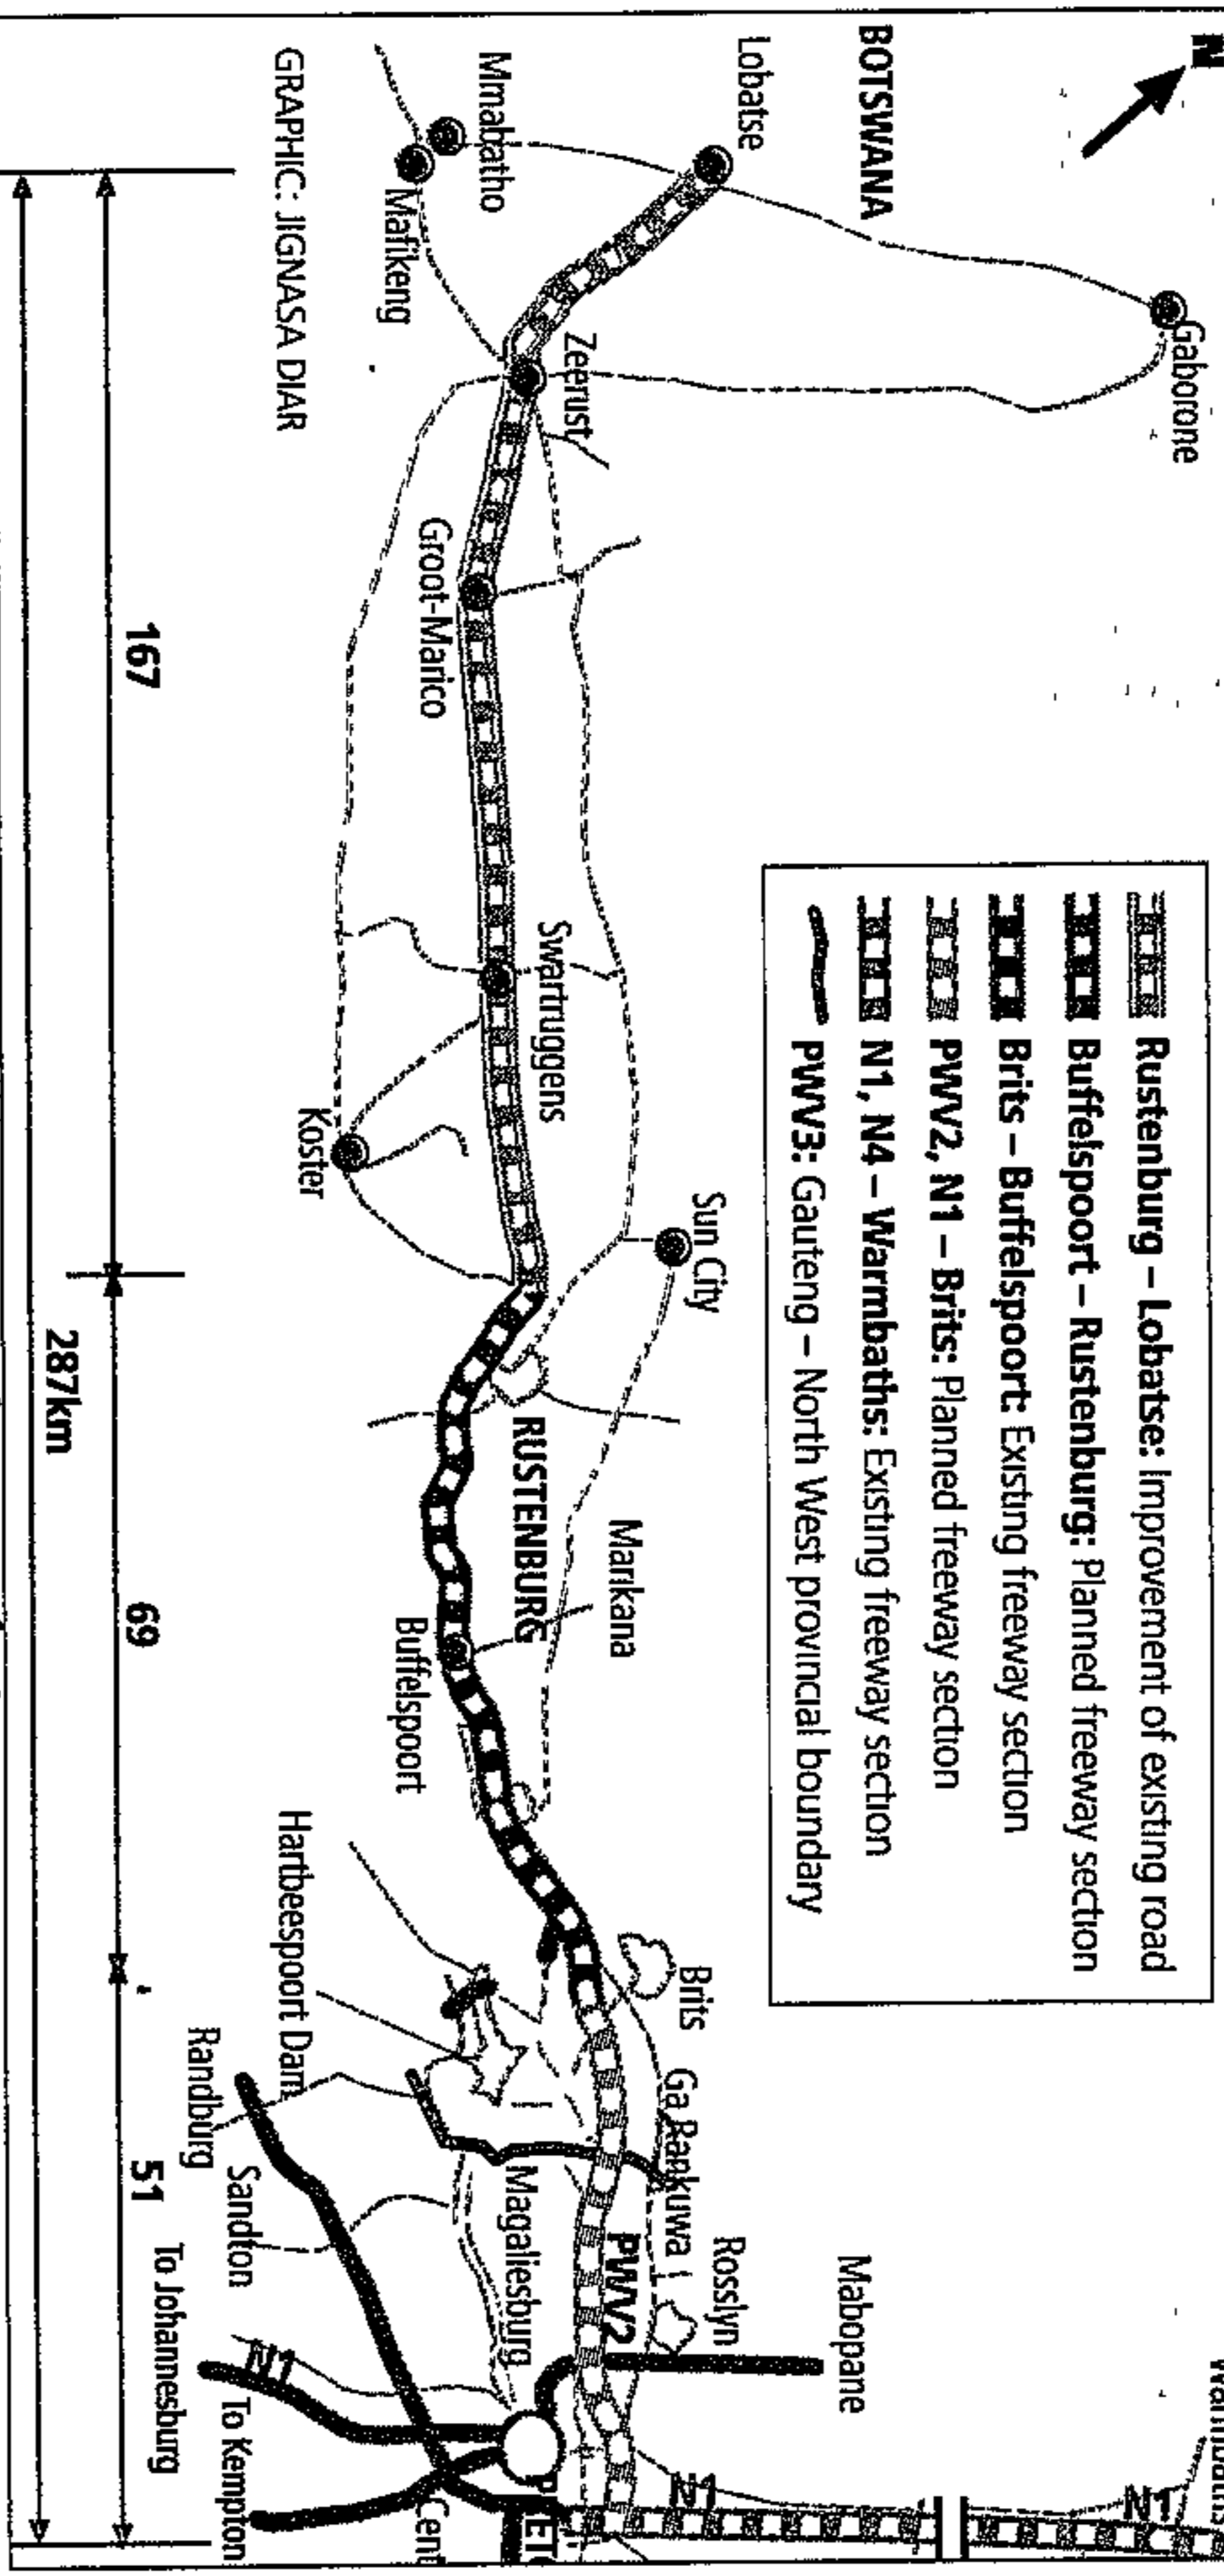 N
BOTSWANA
Gaborone
Lobatse
Mmabatho
Mafikeng
Zeerust
GRAPHIC: JIGNASA DIAR
Groot-Marico
Swartruggens
Koster
Sun City
RUSTENBURG
Marikana
Buffelspoort
Brits
Hartbeespoort Dam
Ga Rankuwa
Rosslyn
Mabopane
PWV2
Magaliesburg
Randburg
Sandton
To Johannesburg
To Kempton
N1
N1
N1
Rustenburg – Lobatse: Improvement of existing road
Buffelspoort – Rustenburg: Planned freeway section
Brits – Buffelspoort: Existing freeway section
PWV2, N1 – Brits: Planned freeway section
N1, N4 – Warmbaths: Existing freeway section
PWV3: Gauteng – North West provincial boundary
167
69
51
287km